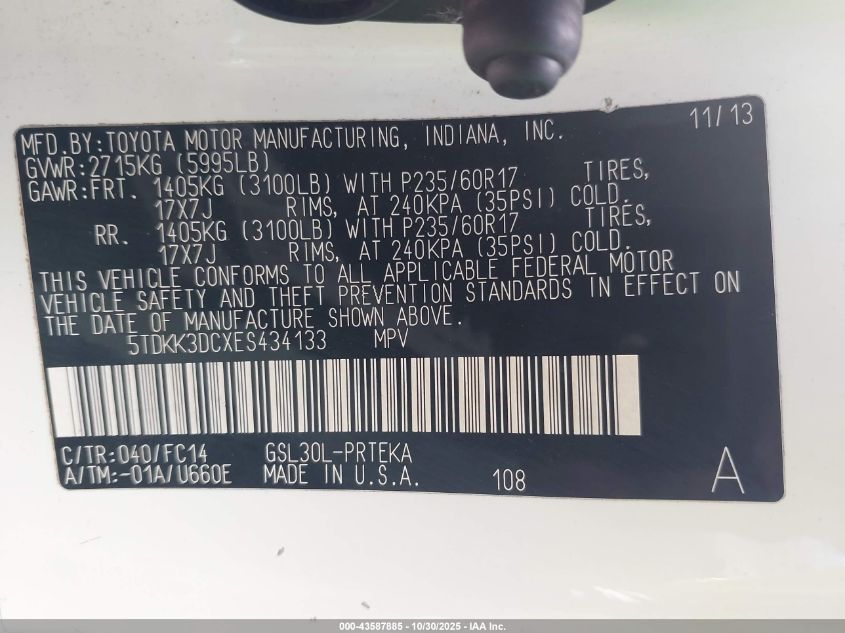 11/13
MFD.BY:TOYOTA MOTOR MANUFACTURING, INDIANA, INC.
GVWR:2715KG (5995LB)
GAWR:FRT. 1405KG (3100LB) WITH P235/60R17 TIRES,
17X7J RIMS, AT 240KPA (35PSI) COLD.
RR. 1405KG (3100LB) WITH P235/60R17 TIRES,
17X7J RIMS, AT 240KPA (35PSI) COLD.
THIS VEHICLE CONFORMS TO ALL APPLICABLE FEDERAL MOTOR
VEHICLE SAFETY AND THEFT PREVENTION STANDARDS IN EFFECT ON
THE DATE OF MANUFACTURE SHOWN ABOVE.
5TDKK3DCXES434133 MPV
C/TR:040/FC14 GSL30L-PRTEKA
A/TM:-01A/U660E MADE IN U.S.A. 108 A
000-43587885 - 10/30/2025 - IAA Inc.